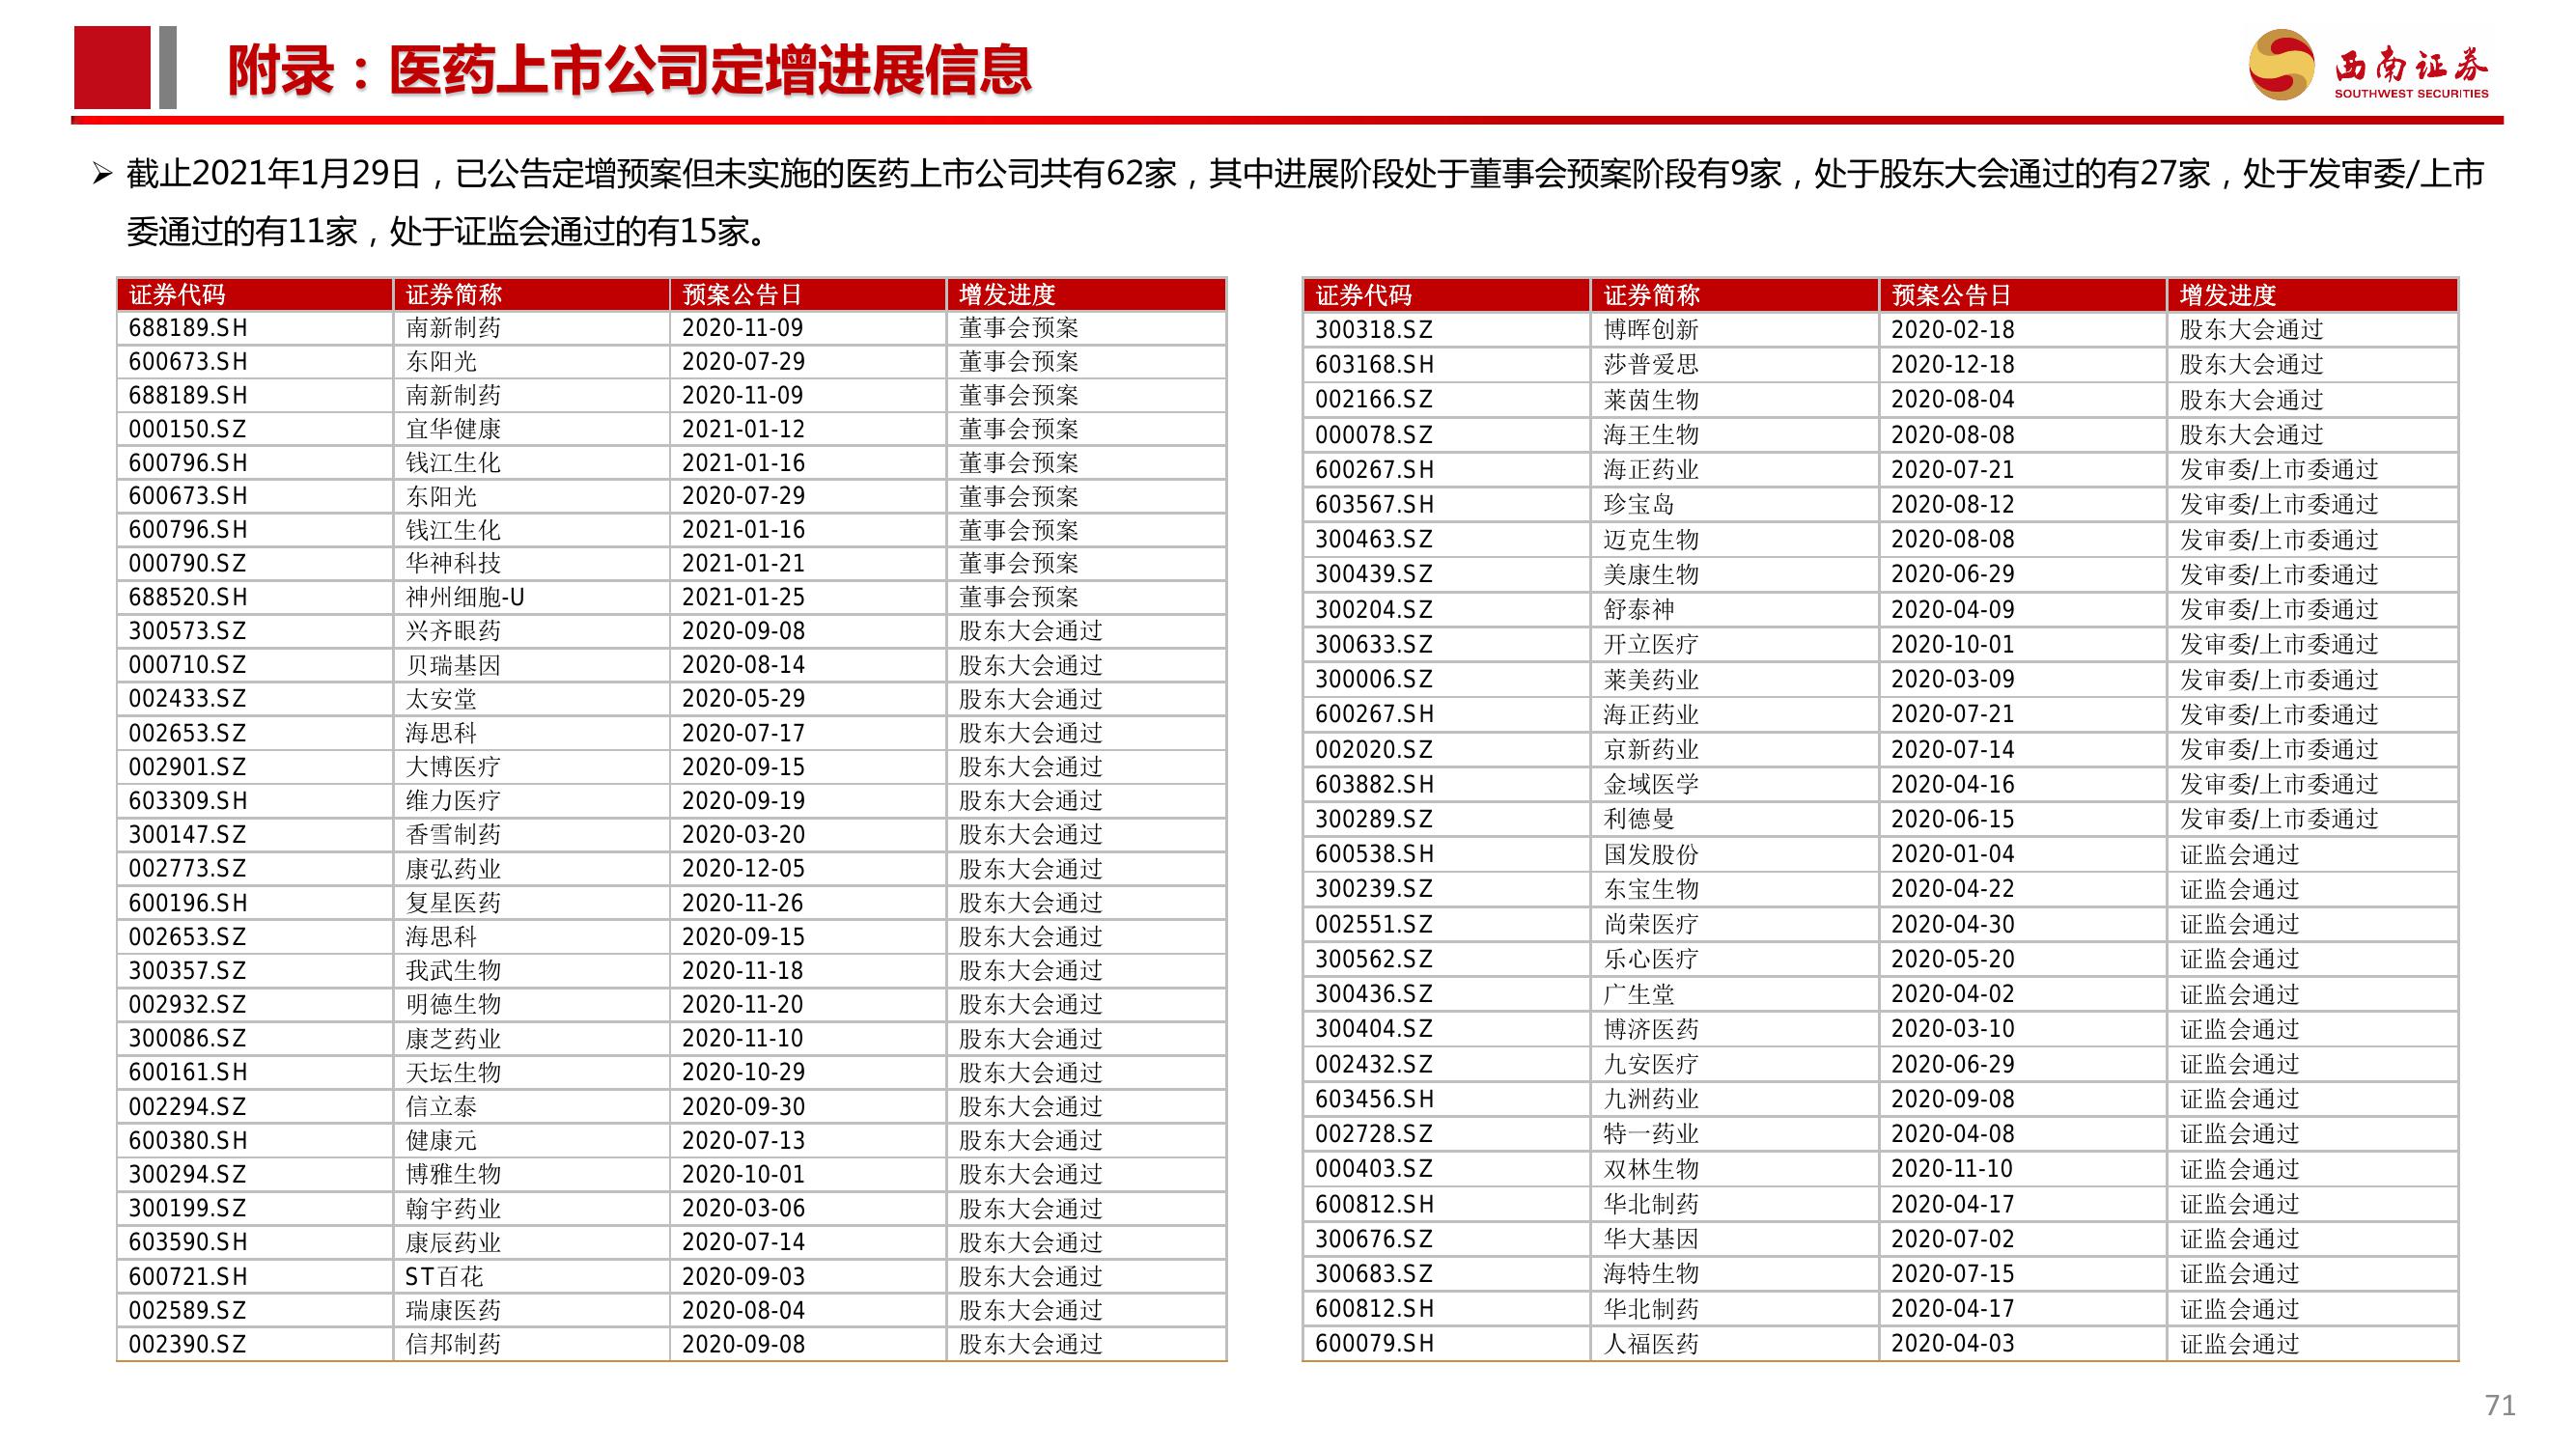 附录：医药上市公司定增进展信息
西南证券
SOUTHWEST SECURITIES
➢ 截止2021年1月29日，已公告定增预案但未实施的医药上市公司共有62家，其中进展阶段处于董事会预案阶段有9家，处于股东大会通过的有27家，处于发审委/上市
委通过的有11家，处于证监会通过的有15家。
证券代码 证券简称 预案公告日 增发进度
688189.SH 南新制药 2020-11-09 董事会预案
600673.SH 东阳光 2020-07-29 董事会预案
688189.SH 南新制药 2020-11-09 董事会预案
000150.SZ 宜华健康 2021-01-12 董事会预案
600796.SH 钱江生化 2021-01-16 董事会预案
600673.SH 东阳光 2020-07-29 董事会预案
600796.SH 钱江生化 2021-01-16 董事会预案
000790.SZ 华神科技 2021-01-21 董事会预案
688520.SH 神州细胞-U 2021-01-25 董事会预案
300573.SZ 兴齐眼药 2020-09-08 股东大会通过
000710.SZ 贝瑞基因 2020-08-14 股东大会通过
002433.SZ 太安堂 2020-05-29 股东大会通过
002653.SZ 海思科 2020-07-17 股东大会通过
002901.SZ 大博医疗 2020-09-15 股东大会通过
603309.SH 维力医疗 2020-09-19 股东大会通过
300147.SZ 香雪制药 2020-03-20 股东大会通过
002773.SZ 康弘药业 2020-12-05 股东大会通过
600196.SH 复星医药 2020-11-26 股东大会通过
002653.SZ 海思科 2020-09-15 股东大会通过
300357.SZ 我武生物 2020-11-18 股东大会通过
002932.SZ 明德生物 2020-11-20 股东大会通过
300086.SZ 康芝药业 2020-11-10 股东大会通过
600161.SH 天坛生物 2020-10-29 股东大会通过
002294.SZ 信立泰 2020-09-30 股东大会通过
600380.SH 健康元 2020-07-13 股东大会通过
300294.SZ 博雅生物 2020-10-01 股东大会通过
300199.SZ 翰宇药业 2020-03-06 股东大会通过
603590.SH 康辰药业 2020-07-14 股东大会通过
600721.SH ST百花 2020-09-03 股东大会通过
002589.SZ 瑞康医药 2020-08-04 股东大会通过
002390.SZ 信邦制药 2020-09-08 股东大会通过
证券代码 证券简称 预案公告日 增发进度
300318.SZ 博晖创新 2020-02-18 股东大会通过
603168.SH 莎普爱思 2020-12-18 股东大会通过
002166.SZ 莱茵生物 2020-08-04 股东大会通过
000078.SZ 海王生物 2020-08-08 股东大会通过
600267.SH 海正药业 2020-07-21 发审委/上市委通过
603567.SH 珍宝岛 2020-08-12 发审委/上市委通过
300463.SZ 迈克生物 2020-08-08 发审委/上市委通过
300439.SZ 美康生物 2020-06-29 发审委/上市委通过
300204.SZ 舒泰神 2020-04-09 发审委/上市委通过
300633.SZ 开立医疗 2020-10-01 发审委/上市委通过
300006.SZ 莱美药业 2020-03-09 发审委/上市委通过
600267.SH 海正药业 2020-07-21 发审委/上市委通过
002020.SZ 京新药业 2020-07-14 发审委/上市委通过
603882.SH 金域医学 2020-04-16 发审委/上市委通过
300289.SZ 利德曼 2020-06-15 发审委/上市委通过
600538.SH 国发股份 2020-01-04 证监会通过
300239.SZ 东宝生物 2020-04-22 证监会通过
002551.SZ 尚荣医疗 2020-04-30 证监会通过
300562.SZ 乐心医疗 2020-05-20 证监会通过
300436.SZ 广生堂 2020-04-02 证监会通过
300404.SZ 博济医药 2020-03-10 证监会通过
002432.SZ 九安医疗 2020-06-29 证监会通过
603456.SH 九洲药业 2020-09-08 证监会通过
002728.SZ 特一药业 2020-04-08 证监会通过
000403.SZ 双林生物 2020-11-10 证监会通过
600812.SH 华北制药 2020-04-17 证监会通过
300676.SZ 华大基因 2020-07-02 证监会通过
300683.SZ 海特生物 2020-07-15 证监会通过
600812.SH 华北制药 2020-04-17 证监会通过
600079.SH 人福医药 2020-04-03 证监会通过
71